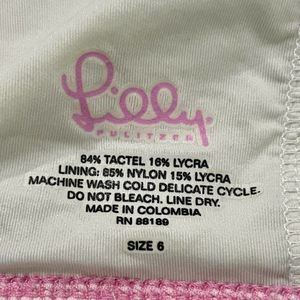 Lilly
PULITZER
84% TACTEL 16% LYCRA
LINING: 85% NYLON 15% LYCRA
MACHINE WASH COLD DELICATE CYCLE.
DO NOT BLEACH. LINE DRY.
MADE IN COLOMBIA
RN 88189
SIZE 6